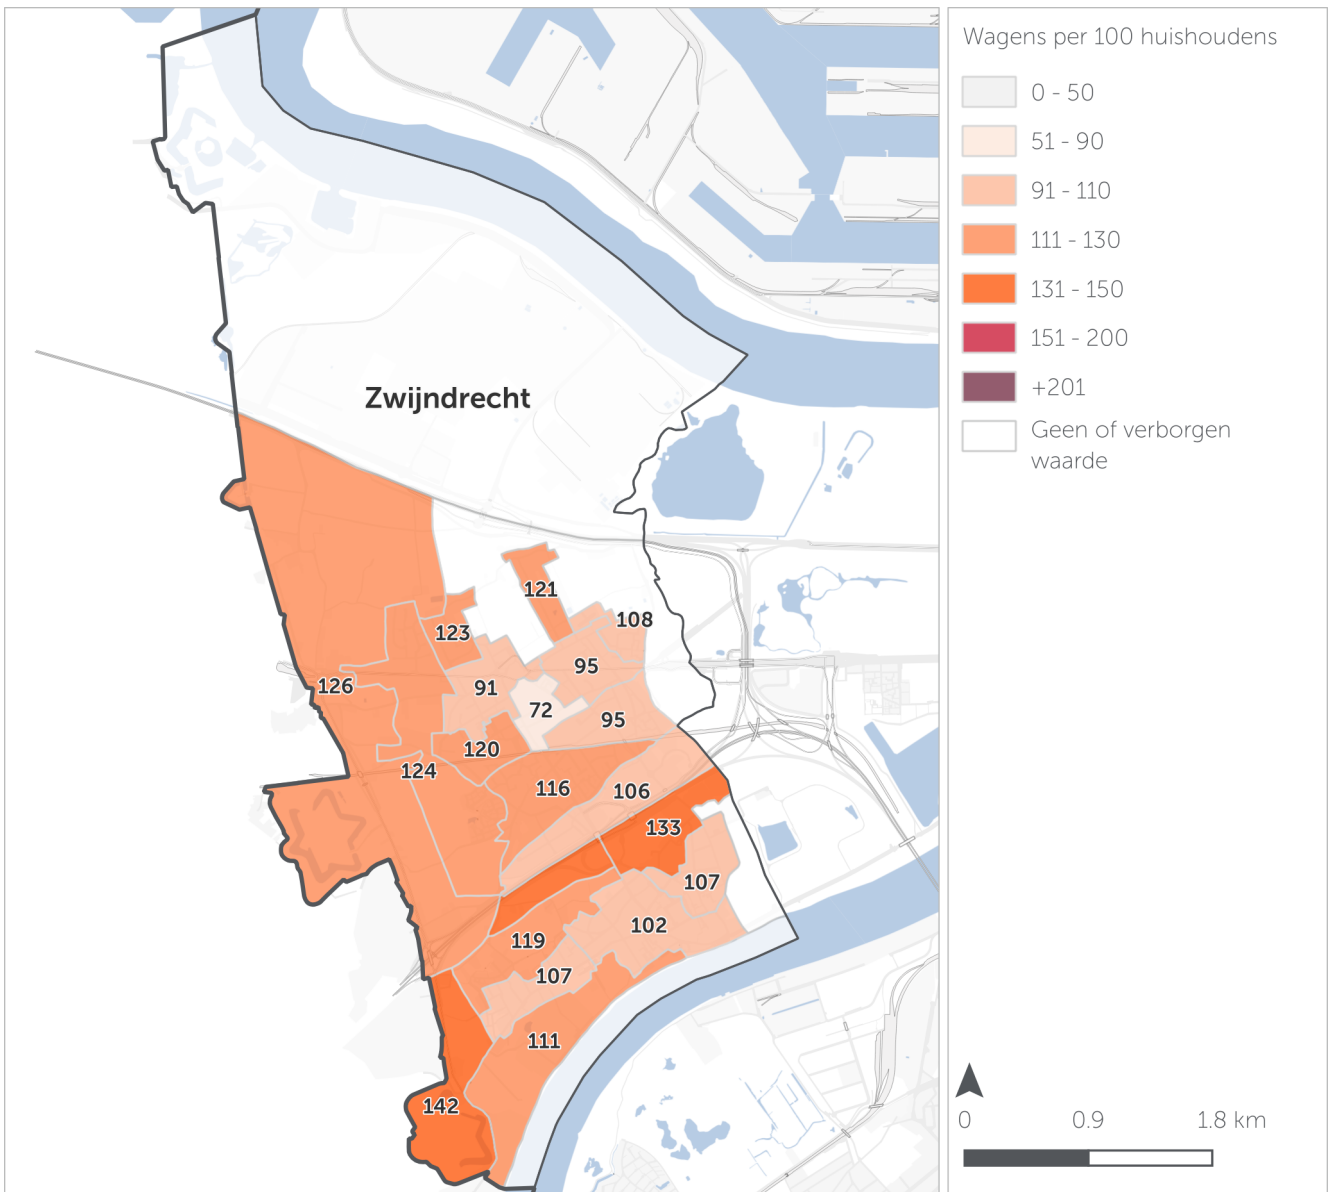 Wagens per 100 huishoudens
0 - 50
51 - 90
91 - 110
111 - 130
131 - 150
151 - 200
+201
Geen of verborgen
waarde
1
Zwijndrecht
121
108
123
95
126
91
72
95
120
124
116
106
133
107
102
119
107
111
142
0 0.9 1.8 km